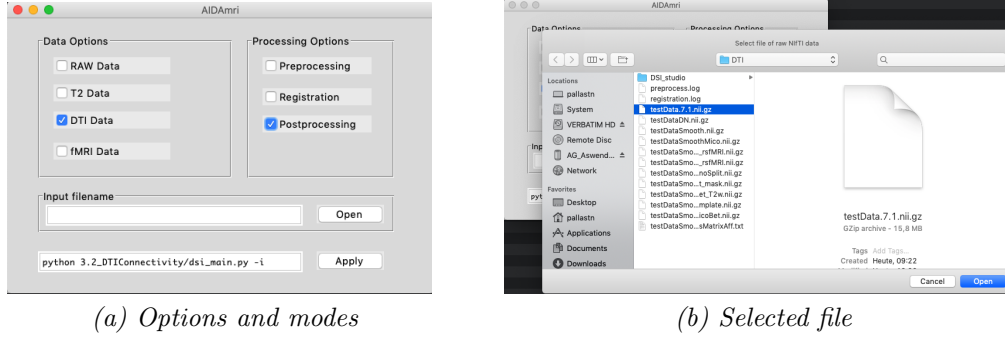 AIDAmri
Data Options
RAW Data
T2 Data
DTI Data
fMRI Data
Processing Options
Preprocessing
Registration
Postprocessing
Input filename
Open
python 3.2_DTIConnectivity/dsi_main.py -i
Apply
(a) Options and modes
AIDAmri
Data Options
Processing Options
Select file of raw NIfTI data
DTI
Locations
pallastn
System
VERBATIM HD
Remote Disc
AG_Aswend...
Network
Favorites
Desktop
pallastn
Applications
Documents
Downloads
DSI_studio
preprocess.log
registration.log
testData.7.1.nii.gz
testDataDN.nii.gz
testDataSmooth.nii.gz
testDataSmoothMico.nii.gz
testDataSmo..._rsfMRI.nii.gz
testDataSmo..._rsfMRI.nii.gz
testDataSmo...noSplit.nii.gz
testDataSmo...t_mask.nii.gz
testDataSmo...et_T2w.nii.gz
testDataSmo...mplate.nii.gz
testDataSmo...icoBet.nii.gz
testDataSmo...sMatrixAff.txt
testData.7.1.nii.gz
GZip archive - 15,8 MB
Tags Add Tags...
Created Heute, 09:22
Cancel
Open
Inp
pyt
(b) Selected file